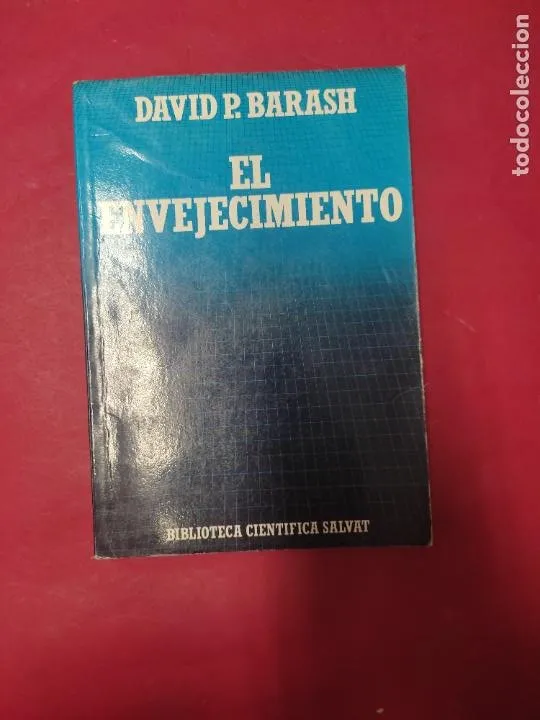 DAVID P. BARASH
EL
ENVEJECIMIENTO
BIBLIOTECA CIENTIFICA SALVAT
todocoleccion